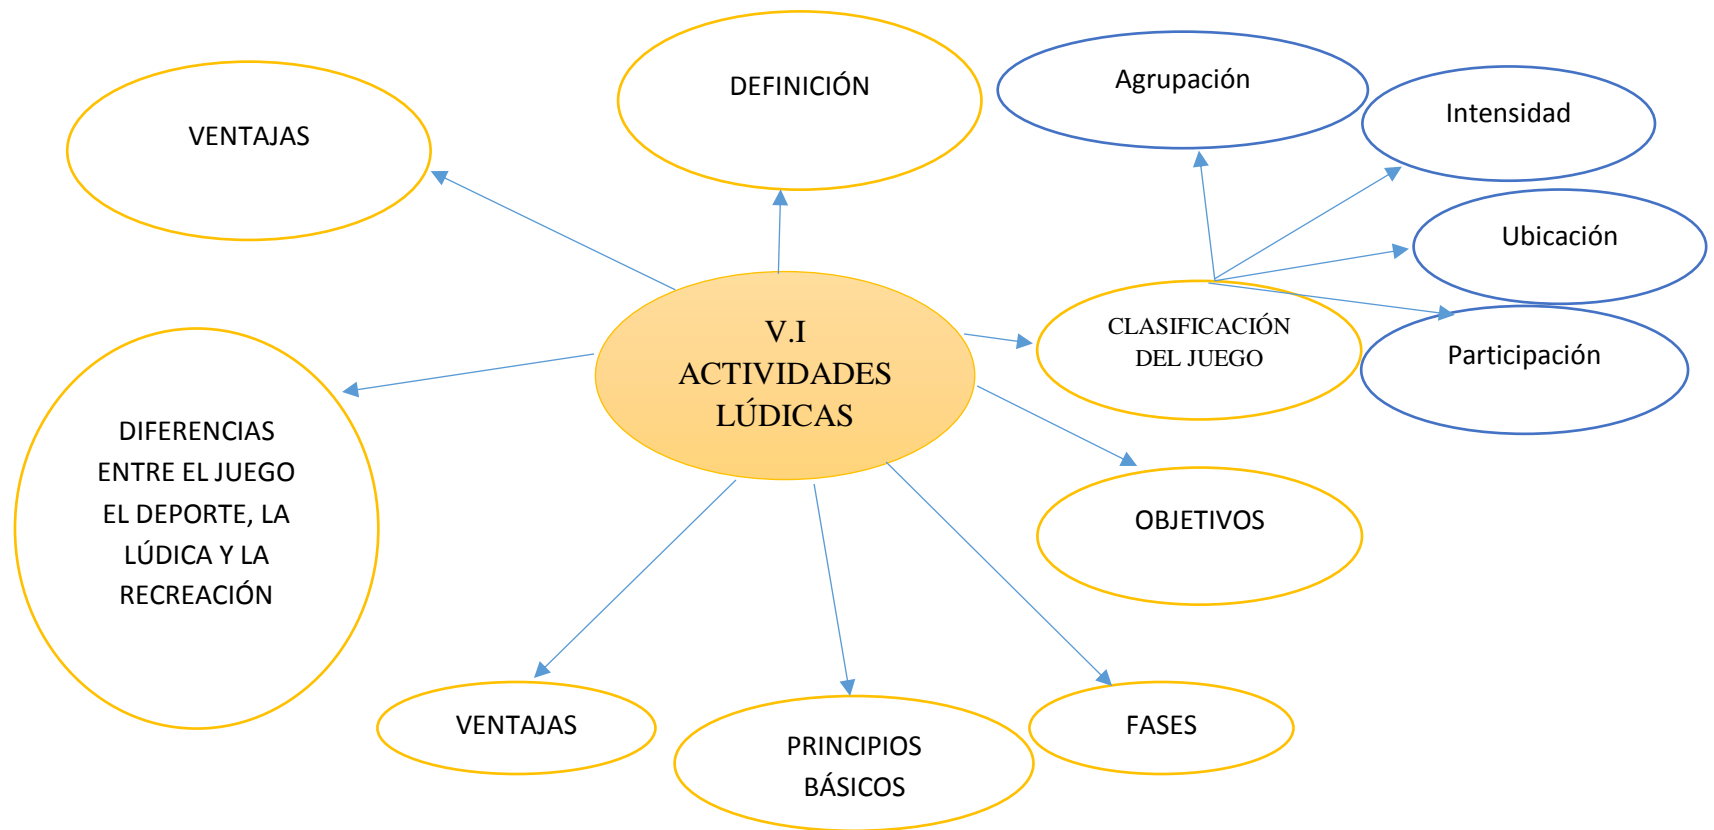 VENTAJAS
DEFINICIÓN
Agrupación
Intensidad
Ubicación
Participación
CLASIFICACIÓN
DEL JUEGO
V.I
ACTIVIDADES
LÚDICAS
DIFERENCIAS
ENTRE EL JUEGO
EL DEPORTE, LA
LÚDICA Y LA
RECREACIÓN
OBJETIVOS
VENTAJAS
PRINCIPIOS
BÁSICOS
FASES